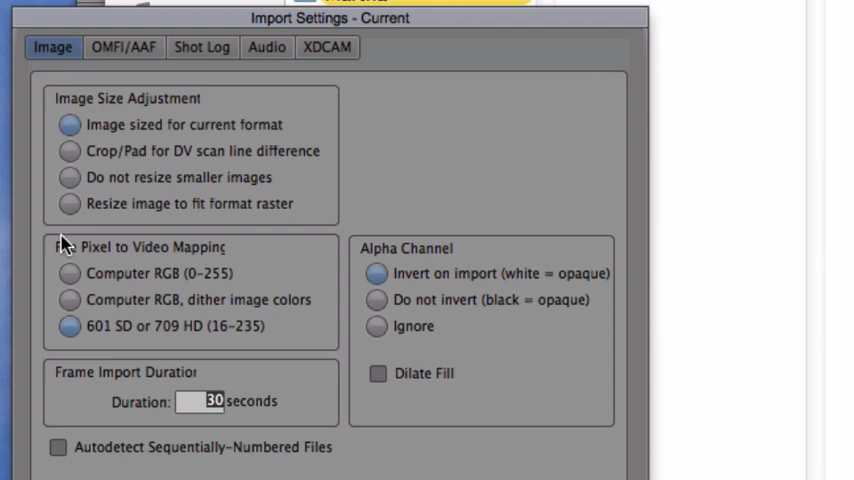 Import Settings - Current
Image
OMFI/AAF
Shot Log
Audio
XDCAM
Image Size Adjustment
Image sized for current format
Crop/Pad for DV scan line difference
Do not resize smaller images
Resize image to fit format raster
Pixel to Video Mapping
Computer RGB (0-255)
Computer RGB, dither image colors
601 SD or 709 HD (16-235)
Alpha Channel
Invert on import (white = opaque)
Do not invert (black = opaque)
Ignore
Dilate Fill
Frame Import Duration
Duration: 30 seconds
Autodetect Sequentially-Numbered Files